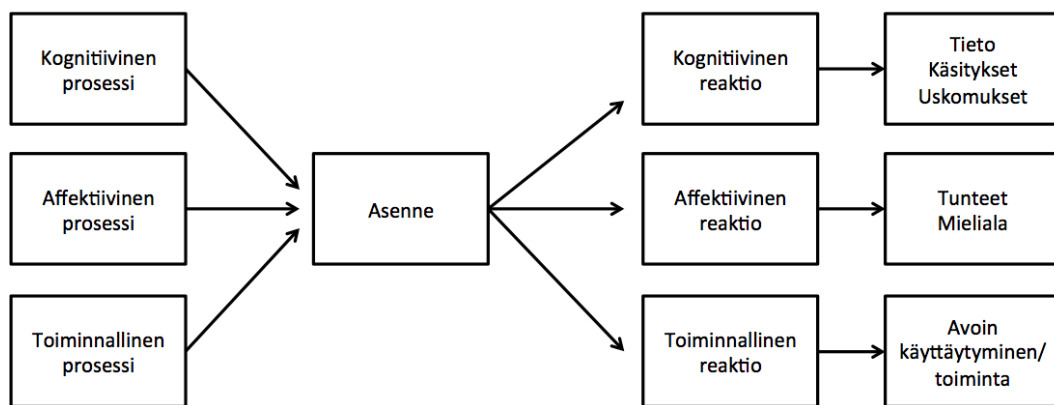 Kognitiivinen
prosessi
Kognitiivinen
reaktio
Tieto
Käsitykset
Uskomukset
Affektiivinen
prosessi
Asenne
Affektiivinen
reaktio
Tunteet
Mieliala
Toiminnallinen
prosessi
Toiminnallinen
reaktio
Avoin
käyttäytyminen/
toiminta